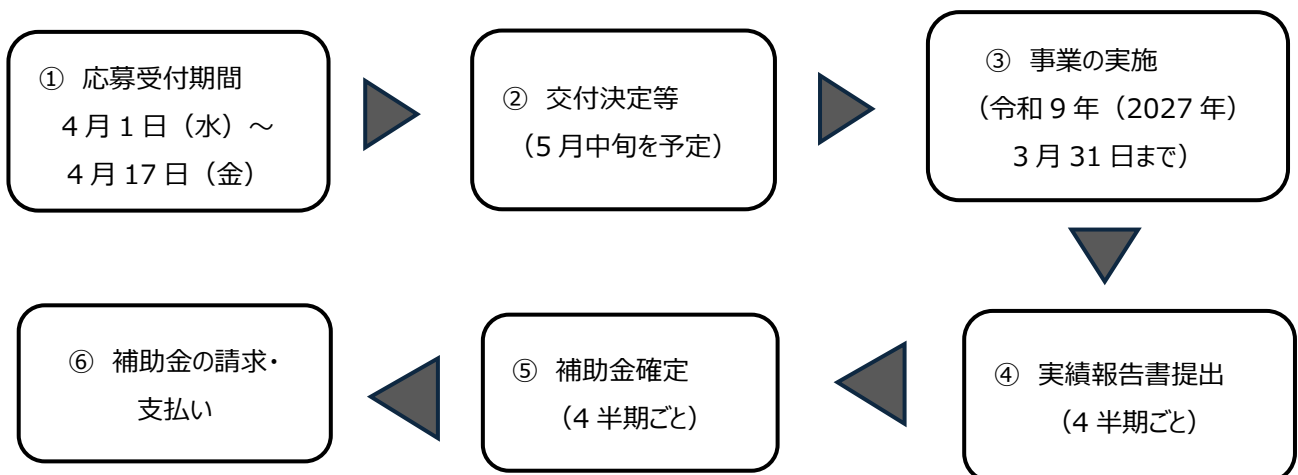 ① 応募受付期間
4月1日（水）～
4月17日（金）
② 交付決定等
（5月中旬を予定）
③ 事業の実施
（令和9年（2027年）
3月31日まで）
④ 実績報告書提出
（4半期ごと）
⑤ 補助金確定
（4半期ごと）
⑥ 補助金の請求・
支払い